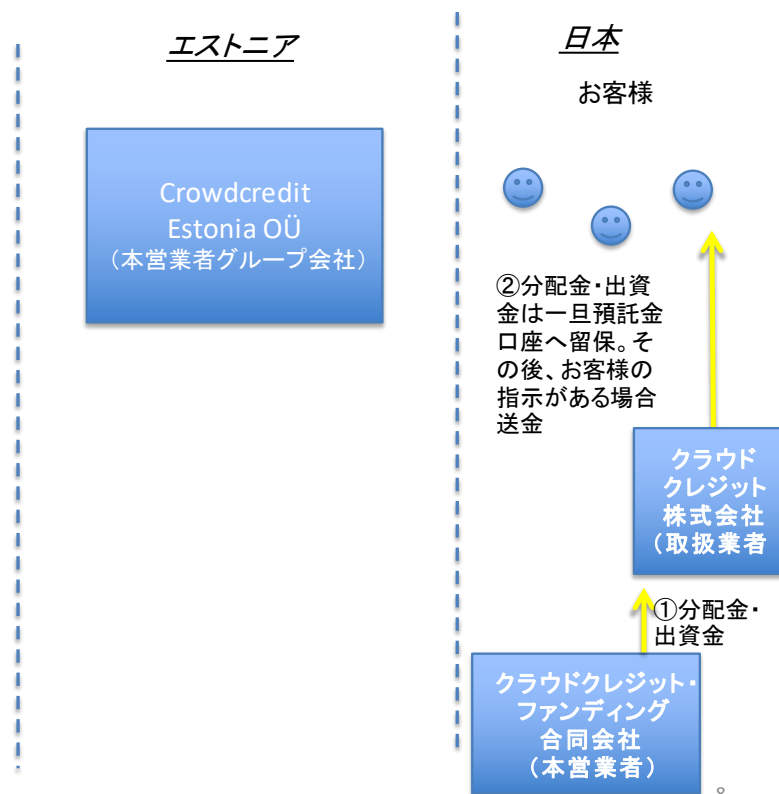 エストニア
日本
お客様
Crowdcredit
Estonia OÜ
（本営業者グループ会社）
②分配金・出資
金は一旦預託金
口座へ留保。そ
の後、お客様の
指示がある場合
送金
クラウド
クレジット
株式会社
（取扱業者
①分配金・
出資金
クラウドクレジット・
ファンディング
合同会社
（本営業者）